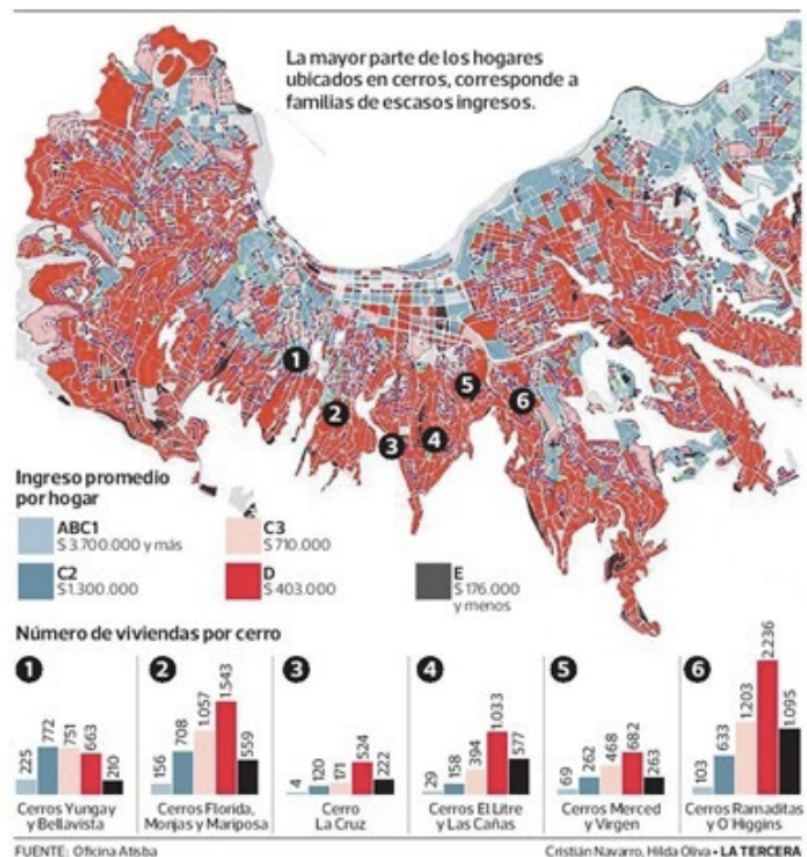 La mayor parte de los hogares
ubicados en cerros, corresponde a
familias de escasos ingresos.
1
2
3
4
5
6
Ingreso promedio
por hogar
ABC1
$ 3.700.000 y más
C2
$1.300.000
C3
$ 710.000
D
$ 403.000
E
$ 176.000
y menos
Número de viviendas por cerro
1
225
772
751
663
210
Cerros Yungay
y Bellavista
2
156
708
1.057
1.543
559
Cerros Florida,
Monjas y Mariposa
3
4
120
171
524
222
Cerro
La Cruz
4
29
158
394
1.033
577
Cerros El Litre
y Las Cañas
5
69
262
468
682
263
Cerros Merced
y Virgen
6
103
633
1.203
2.236
1.095
Cerros Ramaditas
y O´Higgins
FUENTE: Oficina Atisba
Cristián Navarro, Hilda Oliva • LA TERCERA